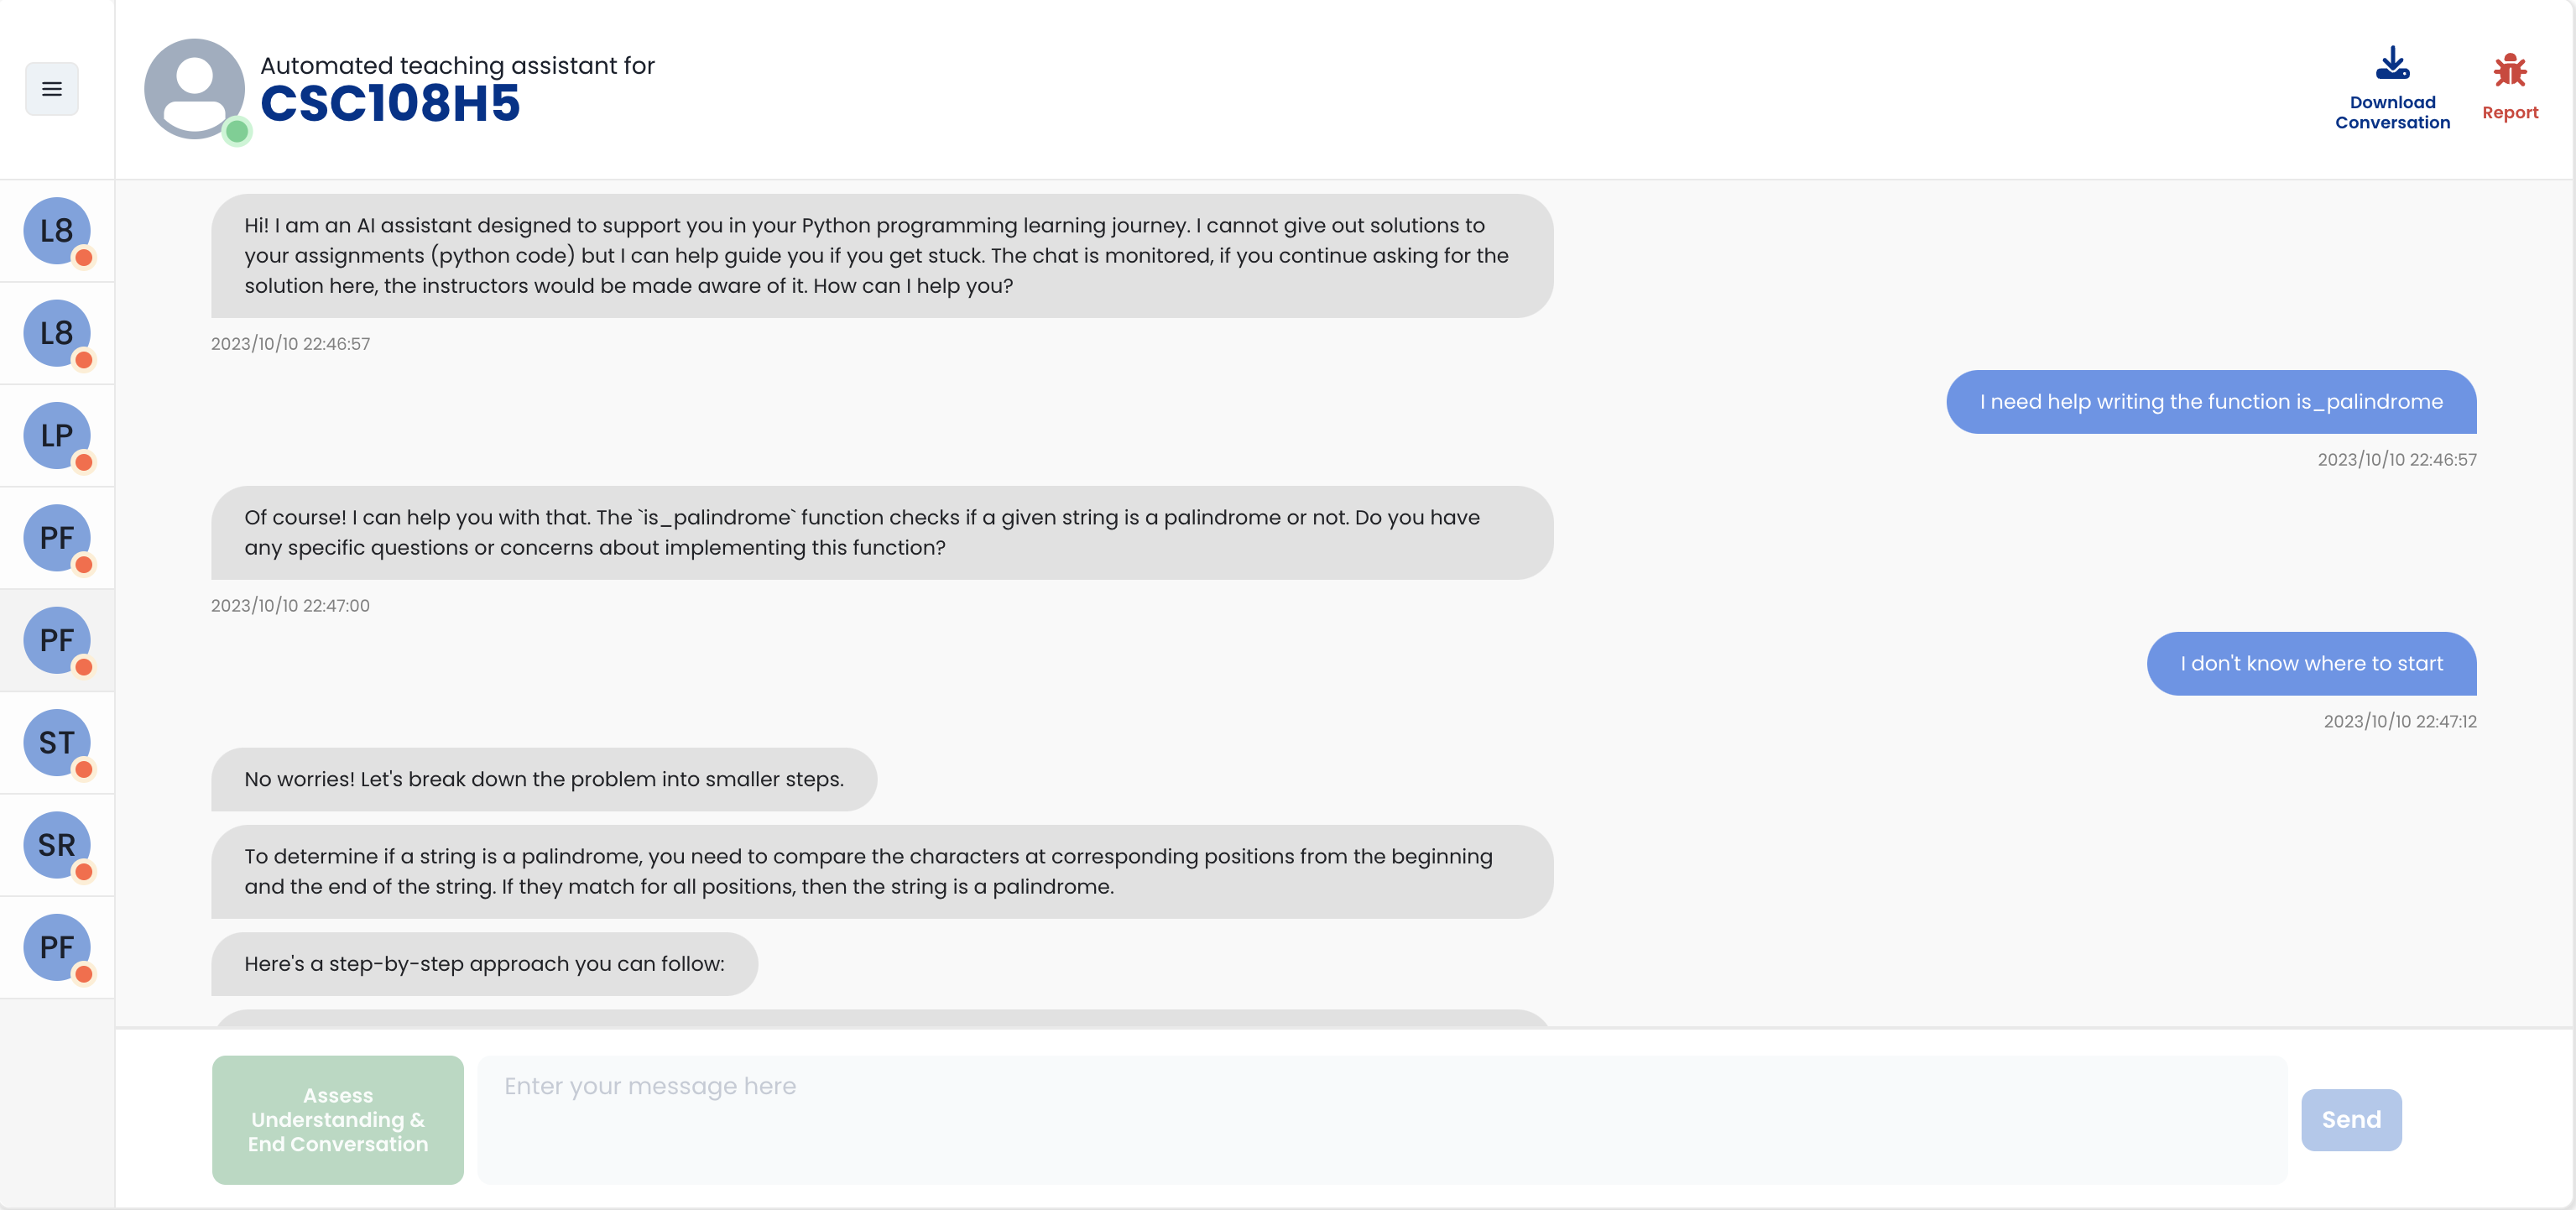 Automated teaching assistant for
CSC108H5
Download
Conversation
Report
L8
L8
LP
PF
PF
ST
SR
PF
Hi! I am an AI assistant designed to support you in your Python programming learning journey. I cannot give out solutions to
your assignments (python code) but I can help guide you if you get stuck. The chat is monitored, if you continue asking for the
solution here, the instructors would be made aware of it. How can I help you?
2023/10/10 22:46:57
I need help writing the function is_palindrome
2023/10/10 22:46:57
Of course! I can help you with that. The `is_palindrome` function checks if a given string is a palindrome or not. Do you have
any specific questions or concerns about implementing this function?
2023/10/10 22:47:00
I don't know where to start
2023/10/10 22:47:12
No worries! Let's break down the problem into smaller steps.
To determine if a string is a palindrome, you need to compare the characters at corresponding positions from the beginning
and the end of the string. If they match for all positions, then the string is a palindrome.
Here's a step-by-step approach you can follow:
Assess
Understanding &
End Conversation
Enter your message here
Send